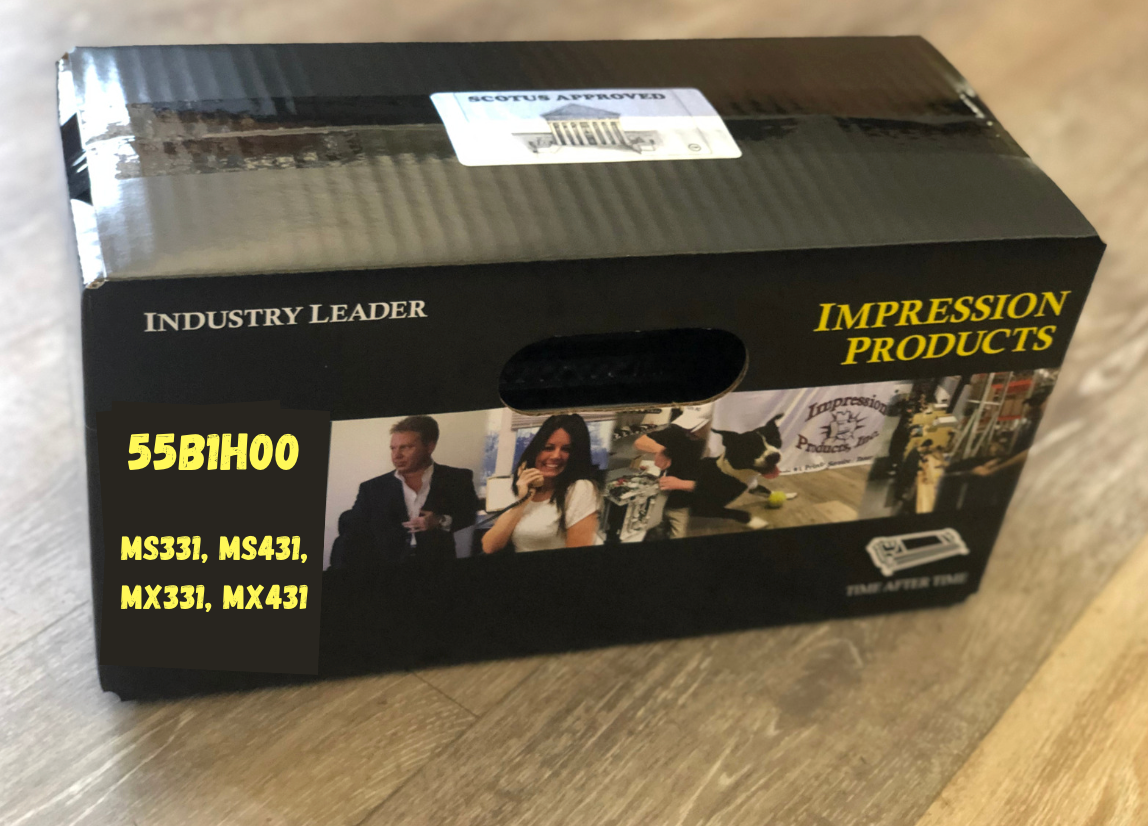 SCOTUS APPROVED
INDUSTRY LEADER
IMPRESSION
PRODUCTS
55B1H00
MS331, MS431,
MX331, MX431
Impression
Products, Inc.
TIME AFTER TIME